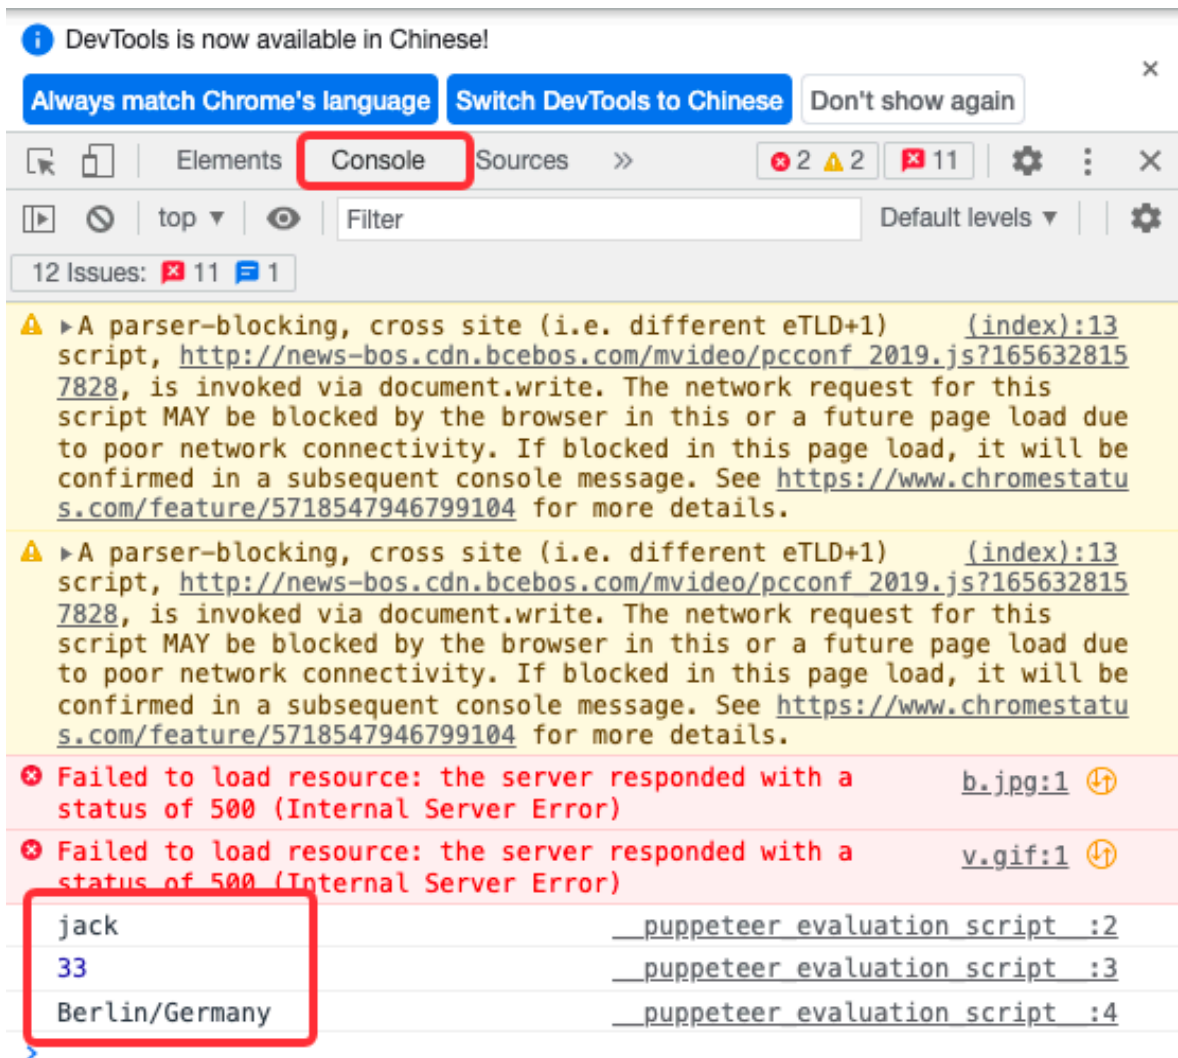 DevTools is now available in Chinese!
Always match Chrome's language Switch DevTools to Chinese Don't show again
Elements Console Sources 2 2 11
top Filter Default levels
12 Issues: 11 1
A parser-blocking, cross site (i.e. different eTLD+1) (index):13
script, http://news-bos.cdn.bcebos.com/mvideo/pcconf_2019.js?165632815
7828, is invoked via document.write. The network request for this
script MAY be blocked by the browser in this or a future page load due
to poor network connectivity. If blocked in this page load, it will be
confirmed in a subsequent console message. See https://www.chromestatu
s.com/feature/5718547946799104 for more details.
A parser-blocking, cross site (i.e. different eTLD+1) (index):13
script, http://news-bos.cdn.bcebos.com/mvideo/pcconf_2019.js?165632815
7828, is invoked via document.write. The network request for this
script MAY be blocked by the browser in this or a future page load due
to poor network connectivity. If blocked in this page load, it will be
confirmed in a subsequent console message. See https://www.chromestatu
s.com/feature/5718547946799104 for more details.
Failed to load resource: the server responded with a b.jpg:1
status of 500 (Internal Server Error)
Failed to load resource: the server responded with a v.gif:1
status of 500 (Internal Server Error)
jack __puppeteer_evaluation_script__:2
33 __puppeteer_evaluation_script__:3
Berlin/Germany __puppeteer_evaluation_script__:4